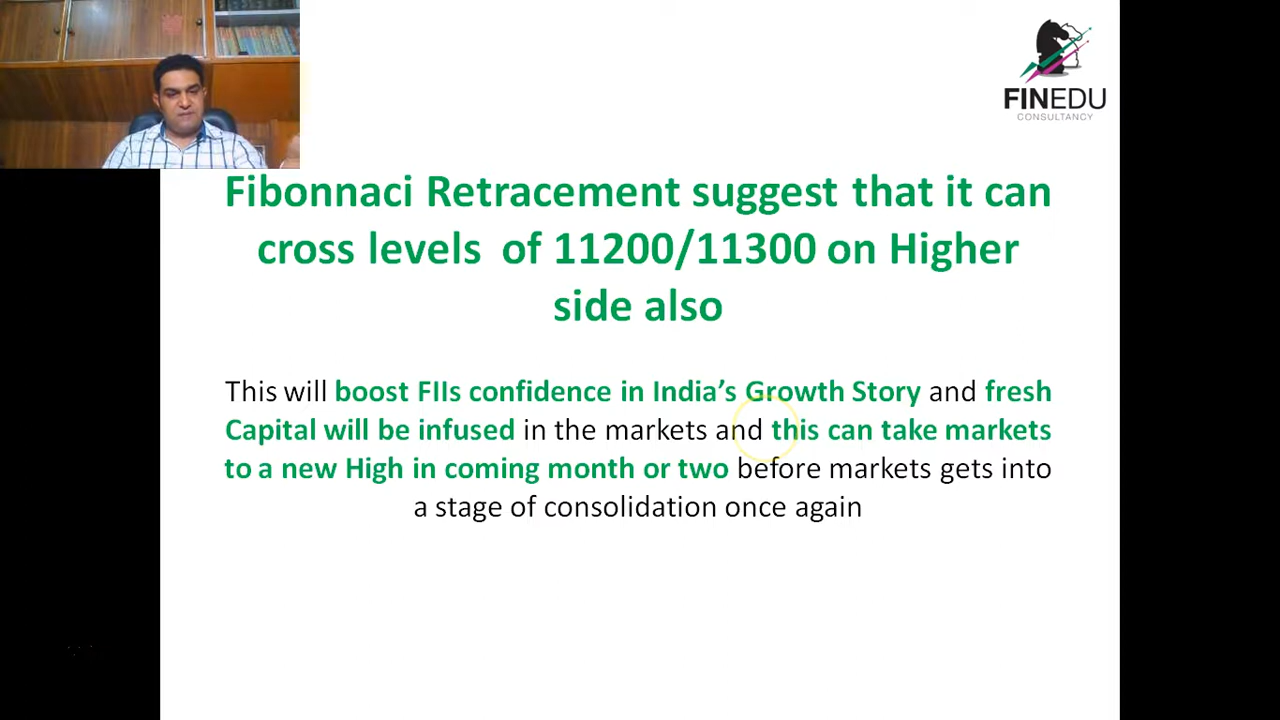 FINEDU
CONSULTANCY
Fibonnaci Retracement suggest that it can
cross levels of 11200/11300 on Higher
side also
This will boost FIIs confidence in India's Growth Story and fresh
Capital will be infused in the markets and this can take markets
to a new High in coming month or two before markets gets into
a stage of consolidation once again